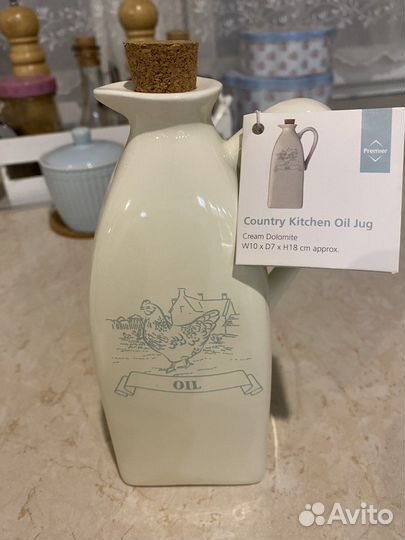 Premier
Country Kitchen Oil Jug
Cream Dolomite
W10 x D7 x H18 cm approx.
OIL
Avito